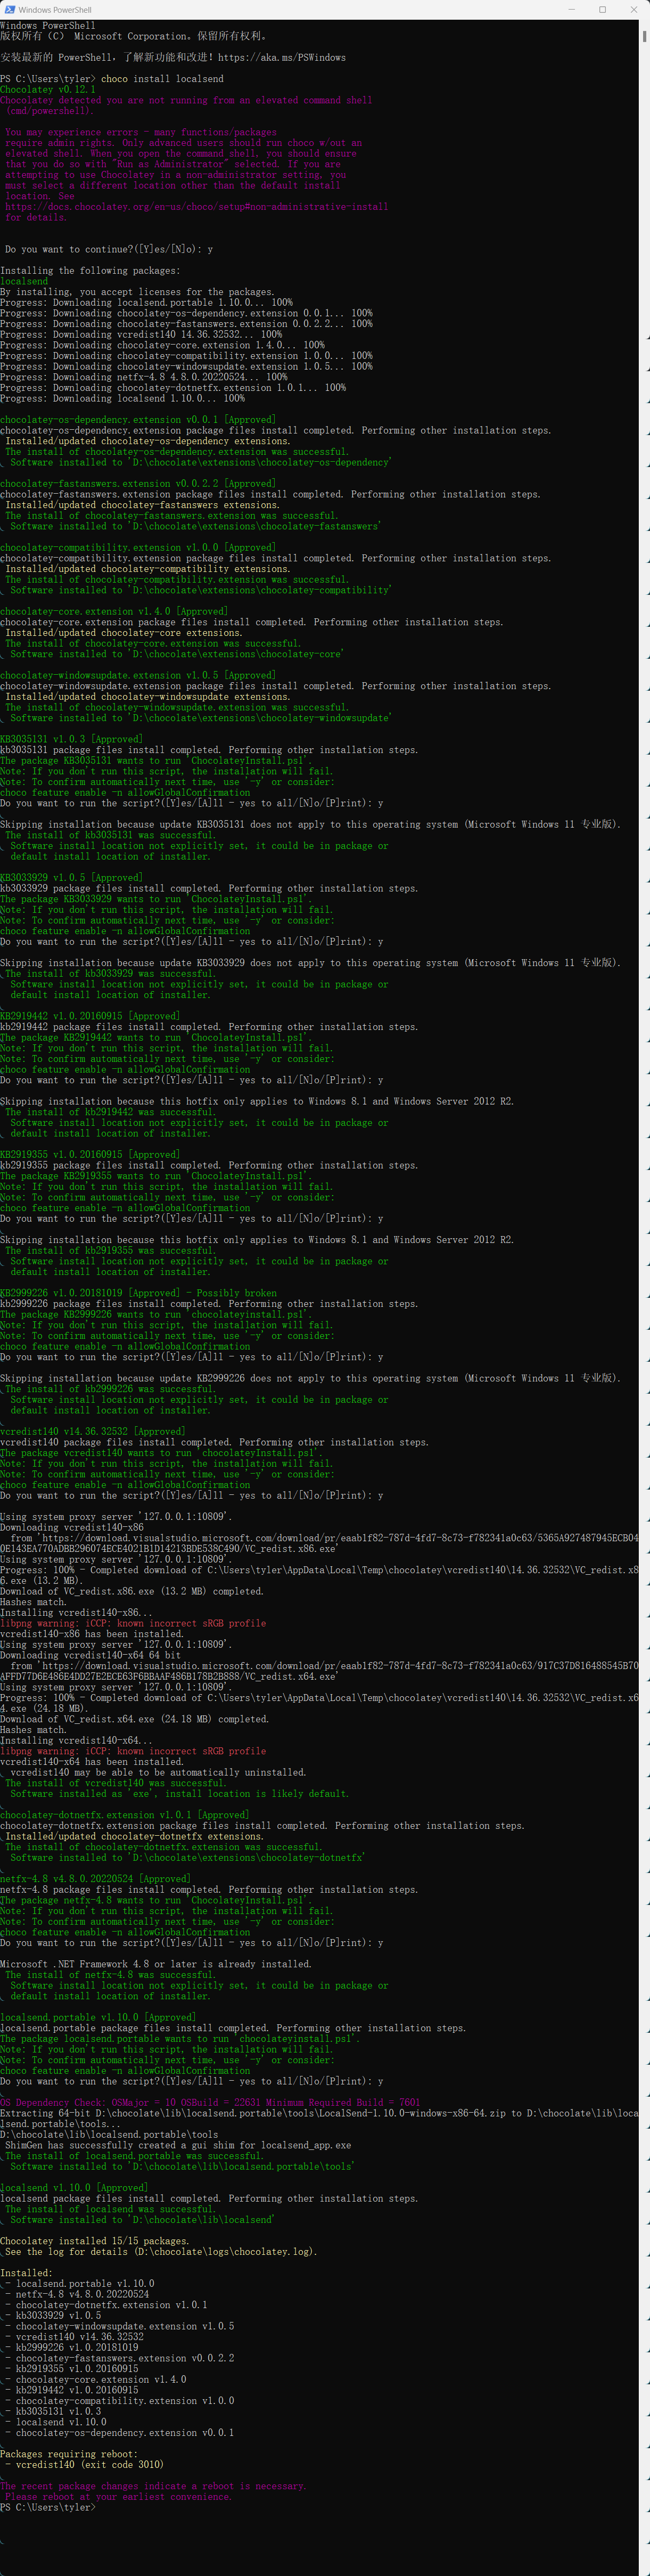 Windows PowerShell
Windows PowerShell
版权所有（C） Microsoft Corporation。保留所有权利。
安装最新的 PowerShell，了解新功能和改进！https://aka.ms/PSWindows
PS C:\Users\tyler> choco install localsend
Chocolatey v0.12.1
Chocolatey detected you are not running from an elevated command shell
 (cmd/powershell).
 You may experience errors - many functions/packages
 require admin rights. Only advanced users should run choco w/out an
 elevated shell. When you open the command shell, you should ensure
 that you do so with "Run as Administrator" selected. If you are
 attempting to use Chocolatey in a non-administrator setting, you
 must select a different location other than the default install
 location. See
 https://docs.chocolatey.org/en-us/choco/setup#non-administrative-install
 for details.
 Do you want to continue?([Y]es/[N]o): y
Installing the following packages:
localsend
By installing, you accept licenses for the packages.
Progress: Downloading localsend.portable 1.10.0... 100%
Progress: Downloading chocolatey-os-dependency.extension 0.0.1... 100%
Progress: Downloading chocolatey-fastanswers.extension 0.0.2.2... 100%
Progress: Downloading vcredist140 14.36.32532... 100%
Progress: Downloading chocolatey-core.extension 1.4.0... 100%
Progress: Downloading chocolatey-compatibility.extension 1.0.0... 100%
Progress: Downloading chocolatey-windowsupdate.extension 1.0.5... 100%
Progress: Downloading netfx-4.8 4.8.0.20220524... 100%
Progress: Downloading chocolatey-dotnetfx.extension 1.0.1... 100%
Progress: Downloading localsend 1.10.0... 100%
chocolatey-os-dependency.extension v0.0.1 [Approved]
chocolatey-os-dependency.extension package files install completed. Performing other installation steps.
 Installed/updated chocolatey-os-dependency extensions.
 The install of chocolatey-os-dependency.extension was successful.
  Software installed to 'D:\chocolate\extensions\chocolatey-os-dependency'
chocolatey-fastanswers.extension v0.0.2.2 [Approved]
chocolatey-fastanswers.extension package files install completed. Performing other installation steps.
 Installed/updated chocolatey-fastanswers extensions.
 The install of chocolatey-fastanswers.extension was successful.
  Software installed to 'D:\chocolate\extensions\chocolatey-fastanswers'
chocolatey-compatibility.extension v1.0.0 [Approved]
chocolatey-compatibility.extension package files install completed. Performing other installation steps.
 Installed/updated chocolatey-compatibility extensions.
 The install of chocolatey-compatibility.extension was successful.
  Software installed to 'D:\chocolate\extensions\chocolatey-compatibility'
chocolatey-core.extension v1.4.0 [Approved]
chocolatey-core.extension package files install completed. Performing other installation steps.
 Installed/updated chocolatey-core extensions.
 The install of chocolatey-core.extension was successful.
  Software installed to 'D:\chocolate\extensions\chocolatey-core'
chocolatey-windowsupdate.extension v1.0.5 [Approved]
chocolatey-windowsupdate.extension package files install completed. Performing other installation steps.
 Installed/updated chocolatey-windowsupdate extensions.
 The install of chocolatey-windowsupdate.extension was successful.
  Software installed to 'D:\chocolate\extensions\chocolatey-windowsupdate'
KB3035131 v1.0.3 [Approved]
kb3035131 package files install completed. Performing other installation steps.
The package KB3035131 wants to run 'ChocolateyInstall.ps1'.
Note: If you don't run this script, the installation will fail.
Note: To confirm automatically next time, use '-y' or consider:
choco feature enable -n allowGlobalConfirmation
Do you want to run the script?([Y]es/[A]ll - yes to all/[N]o/[P]rint): y
Skipping installation because update KB3035131 does not apply to this operating system (Microsoft Windows 11 专业版).
 The install of kb3035131 was successful.
  Software install location not explicitly set, it could be in package or
  default install location of installer.
KB3033929 v1.0.5 [Approved]
kb3033929 package files install completed. Performing other installation steps.
The package KB3033929 wants to run 'ChocolateyInstall.ps1'.
Note: If you don't run this script, the installation will fail.
Note: To confirm automatically next time, use '-y' or consider:
choco feature enable -n allowGlobalConfirmation
Do you want to run the script?([Y]es/[A]ll - yes to all/[N]o/[P]rint): y
Skipping installation because update KB3033929 does not apply to this operating system (Microsoft Windows 11 专业版).
 The install of kb3033929 was successful.
  Software install location not explicitly set, it could be in package or
  default install location of installer.
KB2919442 v1.0.20160915 [Approved]
kb2919442 package files install completed. Performing other installation steps.
The package KB2919442 wants to run 'ChocolateyInstall.ps1'.
Note: If you don't run this script, the installation will fail.
Note: To confirm automatically next time, use '-y' or consider:
choco feature enable -n allowGlobalConfirmation
Do you want to run the script?([Y]es/[A]ll - yes to all/[N]o/[P]rint): y
Skipping installation because this hotfix only applies to Windows 8.1 and Windows Server 2012 R2.
 The install of kb2919442 was successful.
  Software install location not explicitly set, it could be in package or
  default install location of installer.
KB2919355 v1.0.20160915 [Approved]
kb2919355 package files install completed. Performing other installation steps.
The package KB2919355 wants to run 'ChocolateyInstall.ps1'.
Note: If you don't run this script, the installation will fail.
Note: To confirm automatically next time, use '-y' or consider:
choco feature enable -n allowGlobalConfirmation
Do you want to run the script?([Y]es/[A]ll - yes to all/[N]o/[P]rint): y
Skipping installation because this hotfix only applies to Windows 8.1 and Windows Server 2012 R2.
 The install of kb2919355 was successful.
  Software install location not explicitly set, it could be in package or
  default install location of installer.
KB2999226 v1.0.20181019 [Approved] - Possibly broken
kb2999226 package files install completed. Performing other installation steps.
The package KB2999226 wants to run 'chocolateyInstall.ps1'.
Note: If you don't run this script, the installation will fail.
Note: To confirm automatically next time, use '-y' or consider:
choco feature enable -n allowGlobalConfirmation
Do you want to run the script?([Y]es/[A]ll - yes to all/[N]o/[P]rint): y
Skipping installation because update KB2999226 does not apply to this operating system (Microsoft Windows 11 专业版).
 The install of kb2999226 was successful.
  Software install location not explicitly set, it could be in package or
  default install location of installer.
vcredist140 v14.36.32532 [Approved]
vcredist140 package files install completed. Performing other installation steps.
The package vcredist140 wants to run 'chocolateyInstall.ps1'.
Note: If you don't run this script, the installation will fail.
Note: To confirm automatically next time, use '-y' or consider:
choco feature enable -n allowGlobalConfirmation
Do you want to run the script?([Y]es/[A]ll - yes to all/[N]o/[P]rint): y
Using system proxy server '127.0.0.1:10809'.
Downloading vcredist140-x86
  from 'https://download.visualstudio.microsoft.com/download/pr/eaab1f82-787d-4fd7-8c73-f782341a0c63/5365A927487945ECB04
0E143EA770ADBB296074ECE4021B1D14213BDE538C490/VC_redist.x86.exe'
Using system proxy server '127.0.0.1:10809'.
Progress: 100% - Completed download of C:\Users\tyler\AppData\Local\Temp\chocolatey\vcredist140\14.36.32532\VC_redist.x8
6.exe (13.2 MB).
Download of VC_redist.x86.exe (13.2 MB) completed.
Hashes match.
Installing vcredist140-x86...
libpng warning: iCCP: known incorrect sRGB profile
vcredist140-x86 has been installed.
Using system proxy server '127.0.0.1:10809'.
Downloading vcredist140-x64 64 bit
  from 'https://download.visualstudio.microsoft.com/download/pr/eaab1f82-787d-4fd7-8c73-f782341a0c63/917C37D816488545B70
AFFD77D6E486E4DD27E2ECE63F6BBAAF486B178B2B888/VC_redist.x64.exe'
Using system proxy server '127.0.0.1:10809'.
Progress: 100% - Completed download of C:\Users\tyler\AppData\Local\Temp\chocolatey\vcredist140\14.36.32532\VC_redist.x6
4.exe (24.18 MB).
Download of VC_redist.x64.exe (24.18 MB) completed.
Hashes match.
Installing vcredist140-x64...
libpng warning: iCCP: known incorrect sRGB profile
vcredist140-x64 has been installed.
  vcredist140 may be able to be automatically uninstalled.
 The install of vcredist140 was successful.
  Software installed as 'exe', install location is likely default.
chocolatey-dotnetfx.extension v1.0.1 [Approved]
chocolatey-dotnetfx.extension package files install completed. Performing other installation steps.
 Installed/updated chocolatey-dotnetfx extensions.
 The install of chocolatey-dotnetfx.extension was successful.
  Software installed to 'D:\chocolate\extensions\chocolatey-dotnetfx'
netfx-4.8 v4.8.0.20220524 [Approved]
netfx-4.8 package files install completed. Performing other installation steps.
The package netfx-4.8 wants to run 'ChocolateyInstall.ps1'.
Note: If you don't run this script, the installation will fail.
Note: To confirm automatically next time, use '-y' or consider:
choco feature enable -n allowGlobalConfirmation
Do you want to run the script?([Y]es/[A]ll - yes to all/[N]o/[P]rint): y
Microsoft .NET Framework 4.8 or later is already installed.
 The install of netfx-4.8 was successful.
  Software install location not explicitly set, it could be in package or
  default install location of installer.
localsend.portable v1.10.0 [Approved]
localsend.portable package files install completed. Performing other installation steps.
The package localsend.portable wants to run 'chocolateyinstall.ps1'.
Note: If you don't run this script, the installation will fail.
Note: To confirm automatically next time, use '-y' or consider:
choco feature enable -n allowGlobalConfirmation
Do you want to run the script?([Y]es/[A]ll - yes to all/[N]o/[P]rint): y
OS Dependency Check: OSMajor = 10 OSBuild = 22631 Minimum Required Build = 7601
Extracting 64-bit D:\chocolate\lib\localsend.portable\tools\LocalSend-1.10.0-windows-x86-64.zip to D:\chocolate\lib\loca
lsend.portable\tools...
D:\chocolate\lib\localsend.portable\tools
 ShimGen has successfully created a gui shim for localsend_app.exe
 The install of localsend.portable was successful.
  Software installed to 'D:\chocolate\lib\localsend.portable\tools'
localsend v1.10.0 [Approved]
localsend package files install completed. Performing other installation steps.
 The install of localsend was successful.
  Software installed to 'D:\chocolate\lib\localsend'
Chocolatey installed 15/15 packages.
 See the log for details (D:\chocolate\logs\chocolatey.log).
Installed:
 - localsend.portable v1.10.0
 - netfx-4.8 v4.8.0.20220524
 - chocolatey-dotnetfx.extension v1.0.1
 - kb3033929 v1.0.5
 - chocolatey-windowsupdate.extension v1.0.5
 - vcredist140 v14.36.32532
 - kb2999226 v1.0.20181019
 - chocolatey-fastanswers.extension v0.0.2.2
 - kb2919355 v1.0.20160915
 - chocolatey-core.extension v1.4.0
 - kb2919442 v1.0.20160915
 - chocolatey-compatibility.extension v1.0.0
 - kb3035131 v1.0.3
 - localsend v1.10.0
 - chocolatey-os-dependency.extension v0.0.1
Packages requiring reboot:
 - vcredist140 (exit code 3010)
The recent package changes indicate a reboot is necessary.
 Please reboot at your earliest convenience.
PS C:\Users\tyler>